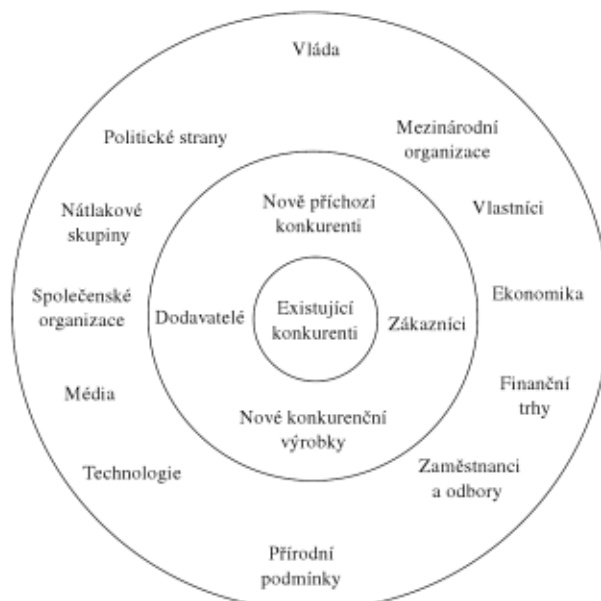 Vláda
Politické strany
Mezinárodní
organizace
Nově příchozí
konkurenti
Vlastníci
Nátlakové
skupiny
Společenské
organizace
Dodavatelé
Existující
konkurenti
Zákazníci
Ekonomika
Média
Finanční
trhy
Nové konkurenční
výrobky
Technologie
Zaměstnanci
a odbory
Přírodní
podmínky